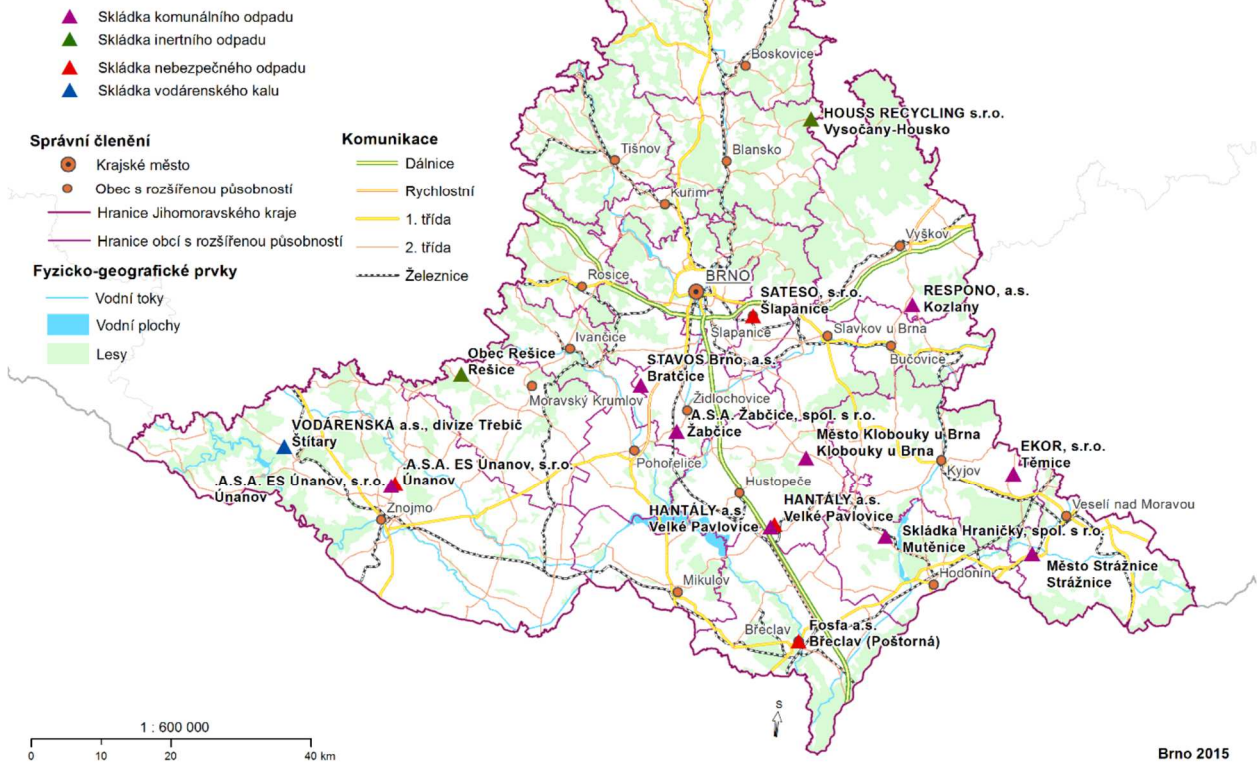 Skládka komunálního odpadu
Skládka inertního odpadu
Skládka nebezpečného odpadu
Skládka vodárenského kalu
Správní členění
Krajské město
Obec s rozšířenou působností
Hranice Jihomoravského kraje
Hranice obcí s rozšířenou působností
Fyzicko-geografické prvky
Vodní toky
Vodní plochy
Lesy
Komunikace
Dálnice
Rychlostní
1. třída
2. třída
Železnice
Boskovice
HOUSS RECYCLING s.r.o.
Vysočany-Housko
Tišnov
Blansko
Kuřim
Vyškov
BRNO
Rosice
SATESO, s.r.o.
Šlapanice
RESPONO, a.s.
Kozlany
Šlapanice
Slavkov u Brna
Bučovice
Ivančice
Obec Rešice
Rešice
STAVOS Brno, a.s.
Bratčice
Moravský Krumlov
Židlochovice
.A.S.A. Žabčice, spol. s r.o.
Žabčice
VODÁRENSKÁ a.s., divize Třebíč
Štítary
Město Klobouky u Brna
Klobouky u Brna
EKOR, s.r.o.
Těmice
Pohořelice
Kyjov
.A.S.A. ES Únanov, s.r.o.
Únanov
.A.S.A. ES Únanov, s.r.o.
Únanov
Hustopeče
HANTÁLY a.s.
Velké Pavlovice
HANTÁLY a.s.
Velké Pavlovice
Veselí nad Moravou
Znojmo
Skládka Hraničky, spol. s r.o.
Mutěnice
Město Strážnice
Strážnice
Mikulov
Hodonín
Břeclav
Fosfa a.s.
Břeclav (Poštorná)
S
1 : 600 000
0 10 20 40 km
Brno 2015